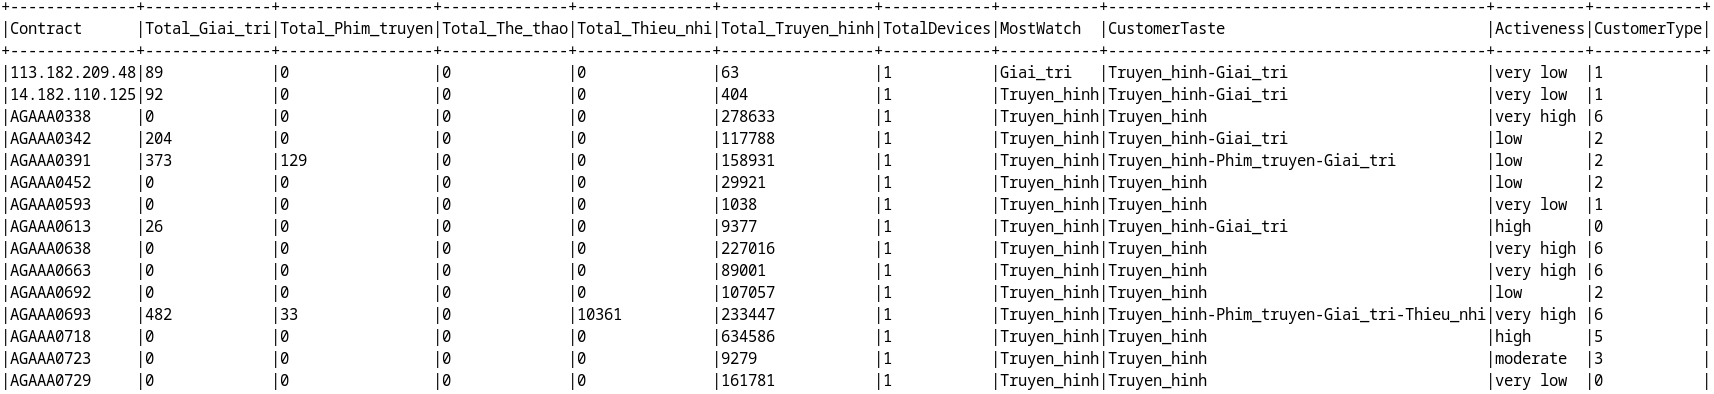 +--------------+--------------+-----------------+--------------+---------------+-----------------+------------+-----------+------------------------------------------+----------+------------+
|Contract      |Total_Giai_tri|Total_Phim_truyen|Total_The_thao|Total_Thieu_nhi|Total_Truyen_hinh|TotalDevices|MostWatch  |CustomerTaste                             |Activeness|CustomerType|
+--------------+--------------+-----------------+--------------+---------------+-----------------+------------+-----------+------------------------------------------+----------+------------+
|113.182.209.48|89            |0                |0             |0              |63               |1           |Giai_tri   |Truyen_hinh-Giai_tri                      |very low  |1           |
|14.182.110.125|92            |0                |0             |0              |404              |1           |Truyen_hinh|Truyen_hinh-Giai_tri                      |very low  |1           |
|AGAAA0338     |0             |0                |0             |0              |278633           |1           |Truyen_hinh|Truyen_hinh                               |very high |6           |
|AGAAA0342     |204           |0                |0             |0              |117788           |1           |Truyen_hinh|Truyen_hinh-Giai_tri                      |low       |2           |
|AGAAA0391     |373           |129              |0             |0              |158931           |1           |Truyen_hinh|Truyen_hinh-Phim_truyen-Giai_tri          |low       |2           |
|AGAAA0452     |0             |0                |0             |0              |29921            |1           |Truyen_hinh|Truyen_hinh                               |low       |2           |
|AGAAA0593     |0             |0                |0             |0              |1038             |1           |Truyen_hinh|Truyen_hinh                               |very low  |1           |
|AGAAA0613     |26            |0                |0             |0              |9377             |1           |Truyen_hinh|Truyen_hinh-Giai_tri                      |high      |0           |
|AGAAA0638     |0             |0                |0             |0              |227016           |1           |Truyen_hinh|Truyen_hinh                               |very high |6           |
|AGAAA0663     |0             |0                |0             |0              |89001            |1           |Truyen_hinh|Truyen_hinh                               |very high |6           |
|AGAAA0692     |0             |0                |0             |0              |107057           |1           |Truyen_hinh|Truyen_hinh                               |low       |2           |
|AGAAA0693     |482           |33               |0             |10361          |233447           |1           |Truyen_hinh|Truyen_hinh-Phim_truyen-Giai_tri-Thieu_nhi|very high |6           |
|AGAAA0718     |0             |0                |0             |0              |634586           |1           |Truyen_hinh|Truyen_hinh                               |high      |5           |
|AGAAA0723     |0             |0                |0             |0              |9279             |1           |Truyen_hinh|Truyen_hinh                               |moderate  |3           |
|AGAAA0729     |0             |0                |0             |0              |161781           |1           |Truyen_hinh|Truyen_hinh                               |very low  |0           |